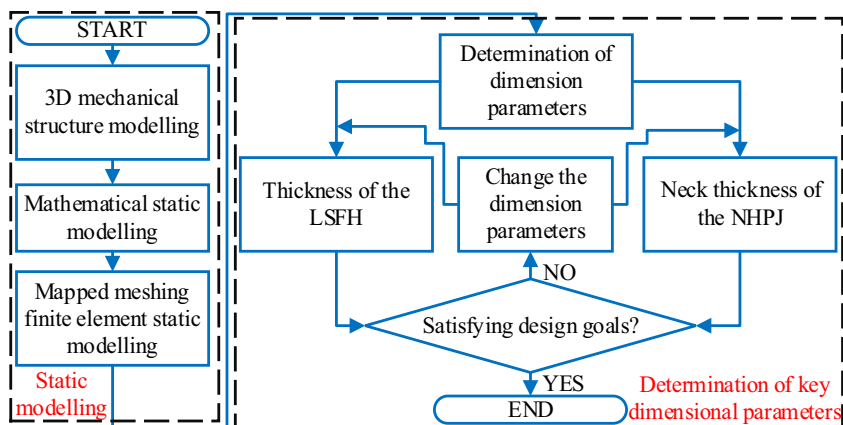 START
3D mechanical
structure modelling
Mathematical static
modelling
Mapped meshing
finite element static
modelling
Static
modelling
Determination of
dimension
parameters
Thickness of the
LSFH
Change the
dimension
parameters
Neck thickness of
the NHPJ
NO
Satisfying design goals?
YES
END
Determination of key
dimensional parameters